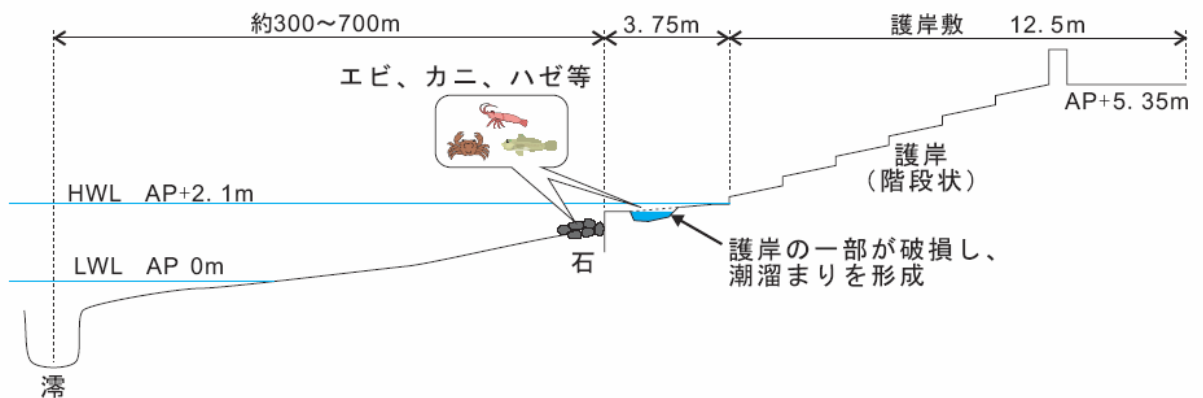 約300～700m
3.75m
護岸敷 12.5m
エビ、カニ、ハゼ等
AP+5.35m
護岸
（階段状）
HWL AP+2.1m
LWL AP 0m
石
護岸の一部が破損し、
潮溜まりを形成
澪